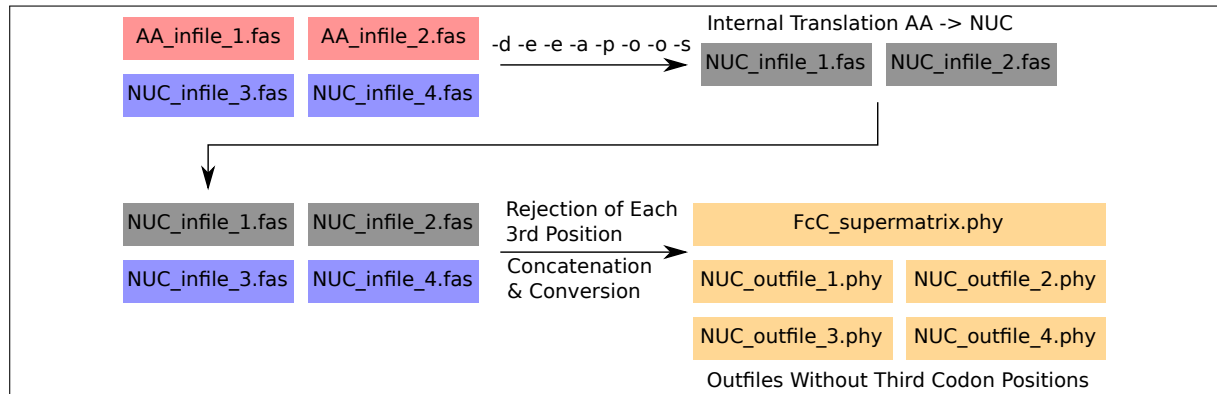 AA_infile_1.fas AA_infile_2.fas
NUC_infile_3.fas NUC_infile_4.fas
-d -e -e -a -p -o -o -s
Internal Translation AA -> NUC
NUC_infile_1.fas NUC_infile_2.fas
NUC_infile_1.fas NUC_infile_2.fas
NUC_infile_3.fas NUC_infile_4.fas
Rejection of Each
3rd Position
Concatenation
& Conversion
FcC_supermatrix.phy
NUC_outfile_1.phy NUC_outfile_2.phy
NUC_outfile_3.phy NUC_outfile_4.phy
Outfiles Without Third Codon Positions